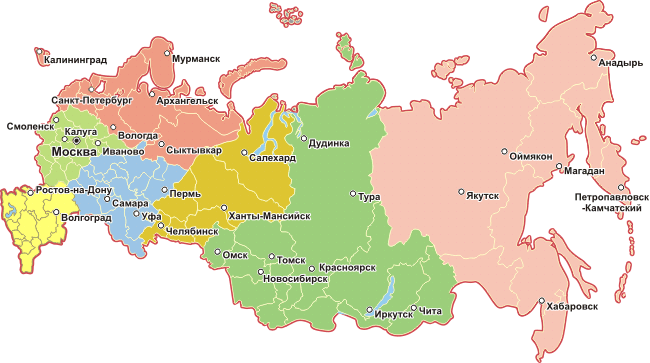 Калининград
Мурманск
Анадырь
Санкт-Петербург
Архангельск
Смоленск
Калуга
Вологда
Москва
Иваново
Сыктывкар
Салехард
Дудинка
Оймякон
Магадан
Ростов-на-Дону
Пермь
Тура
Якутск
Петропавловск
-Камчатский
Самара
Волгоград
Уфа
Ханты-Мансийск
Челябинск
Омск
Томск
Красноярск
Новосибирск
Иркутск
Чита
Хабаровск